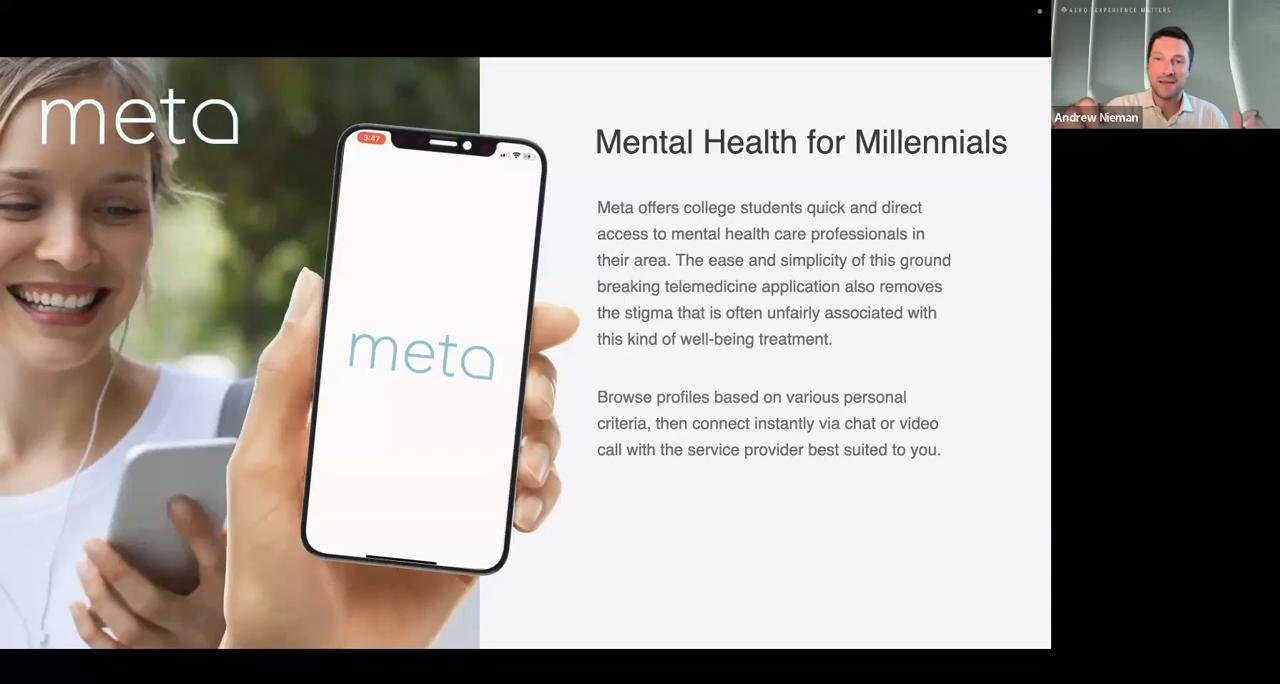 AERO EXPERIENCE MATTERS
Andrew Nieman
meta
3:47
meta
Mental Health for Millennials
Meta offers college students quick and direct
access to mental health care professionals in
their area. The ease and simplicity of this ground
breaking telemedicine application also removes
the stigma that is often unfairly associated with
this kind of well-being treatment.
Browse profiles based on various personal
criteria, then connect instantly via chat or video
call with the service provider best suited to you.